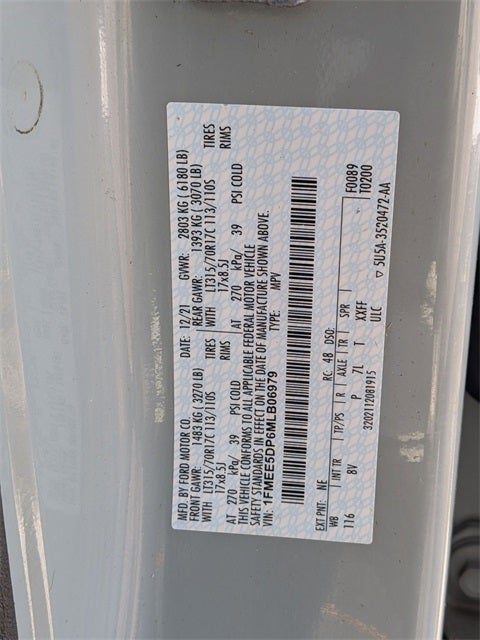 MFD. BY FORD MOTOR CO. DATE: 12/21 GVWR: 2803 KG ( 6180 LB)
FRONT GAWR: 1483 KG ( 3270 LB) REAR GAWR: 1393 KG ( 3070 LB)
LT315/70R17C 113/110S TIRES WITH LT315/70R17C 113/110S TIRES
17x8.5J RIMS 17x8.5J RIMS
AT 270 kPa/ 39 PSI COLD AT 270 kPa/ 39 PSI COLD
THIS VEHICLE CONFORMS TO ALL APPLICABLE FEDERAL MOTOR VEHICLE
SAFETY STANDARDS IN EFFECT ON THE DATE OF MANUFACTURE SHOWN ABOVE.
VIN: 1FMEE5DP6MLB06979 TYPE: MPV
EXT PNT: NE RC: 48 DSO: F0089
WB INT TR TP/PS R AXLE TR SPR T0200
116 8V P 7L T XXFF
3202112081915 ULC ▽ 5U5A-3520472-AA